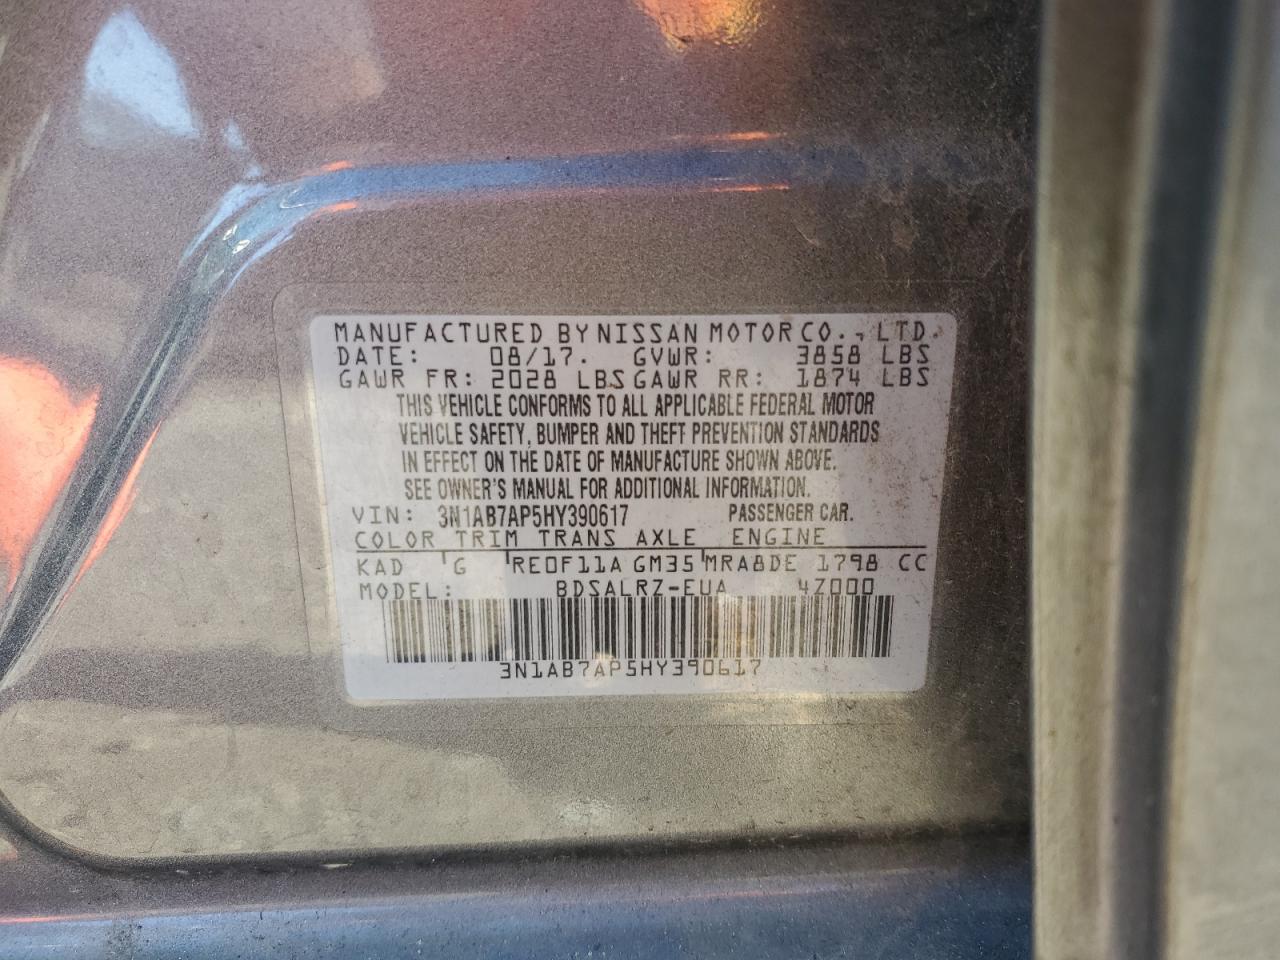 MANUFACTURED BY NISSAN MOTOR CO., LTD.
DATE: 08/17. GVWR: 3858 LBS
GAWR FR: 2028 LBS GAWR RR: 1874 LBS
THIS VEHICLE CONFORMS TO ALL APPLICABLE FEDERAL MOTOR
VEHICLE SAFETY, BUMPER AND THEFT PREVENTION STANDARDS
IN EFFECT ON THE DATE OF MANUFACTURE SHOWN ABOVE.
SEE OWNER'S MANUAL FOR ADDITIONAL INFORMATION.
VIN: 3N1AB7AP5HY390617 PASSENGER CAR.
COLOR TRIM TRANS AXLE ENGINE
KAD G RE0F11A GM35 MRA8DE 1798 CC
MODEL: BDSALRZ-EUA 4Z000
3N1AB7AP5HY390617